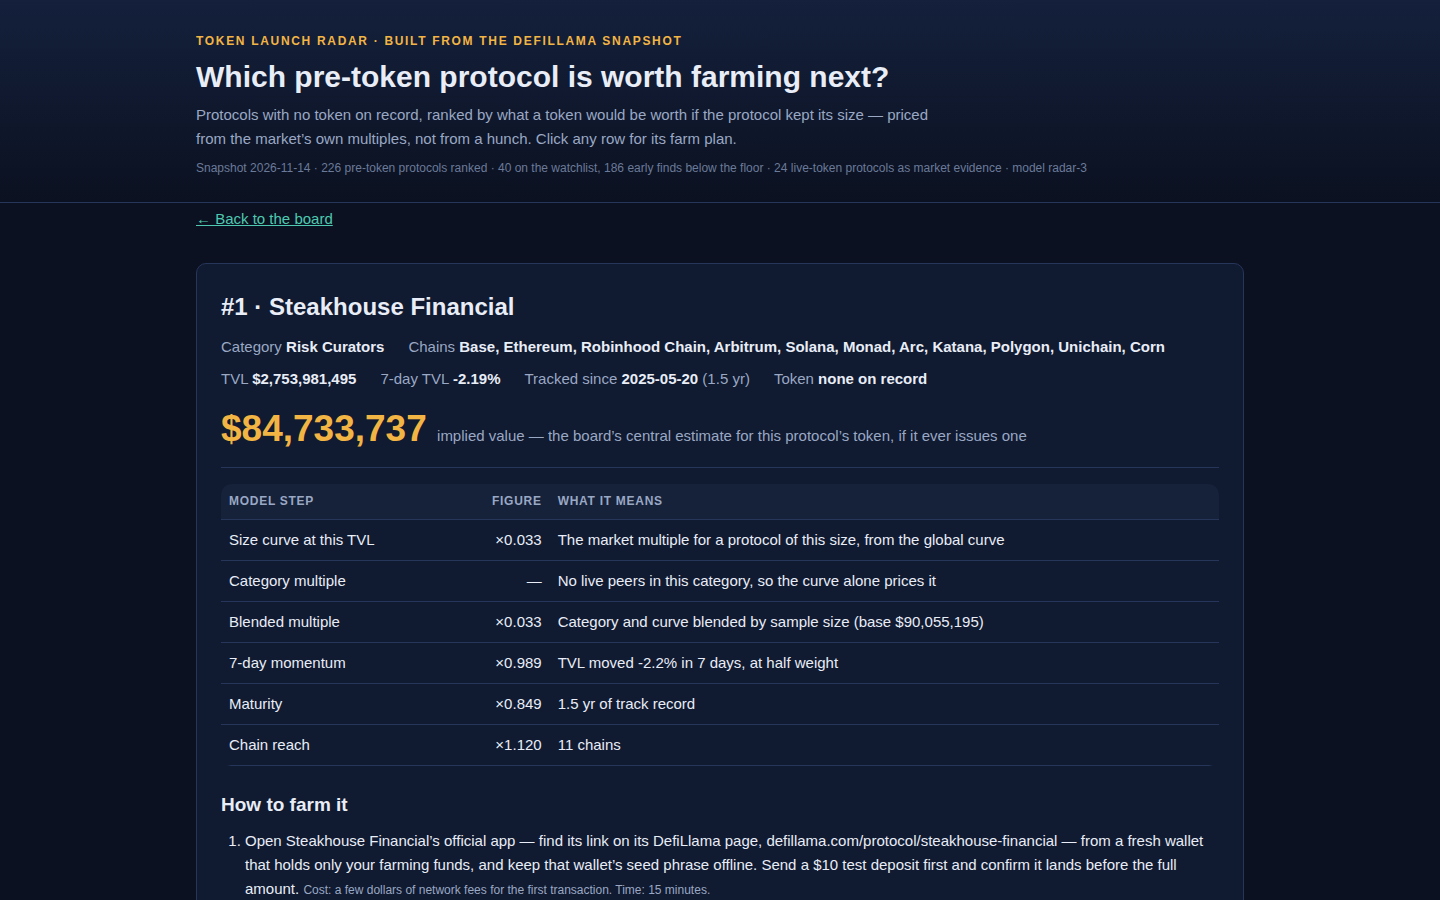 TOKEN LAUNCH RADAR · BUILT FROM THE DEFILLAMA SNAPSHOT
Which pre-token protocol is worth farming next?
Protocols with no token on record, ranked by what a token would be worth if the protocol kept its size — priced
from the market’s own multiples, not from a hunch. Click any row for its farm plan.
Snapshot 2026-11-14 · 226 pre-token protocols ranked · 40 on the watchlist, 186 early finds below the floor · 24 live-token protocols as market evidence · model radar-3
← Back to the board
#1 · Steakhouse Financial
Category Risk Curators Chains Base, Ethereum, Robinhood Chain, Arbitrum, Solana, Monad, Arc, Katana, Polygon, Unichain, Corn
TVL $2,753,981,495 7-day TVL -2.19% Tracked since 2025-05-20 (1.5 yr) Token none on record
$84,733,737 implied value — the board’s central estimate for this protocol’s token, if it ever issues one
MODEL STEP FIGURE WHAT IT MEANS
Size curve at this TVL ×0.033 The market multiple for a protocol of this size, from the global curve
Category multiple — No live peers in this category, so the curve alone prices it
Blended multiple ×0.033 Category and curve blended by sample size (base $90,055,195)
7-day momentum ×0.989 TVL moved -2.2% in 7 days, at half weight
Maturity ×0.849 1.5 yr of track record
Chain reach ×1.120 11 chains
How to farm it
1. Open Steakhouse Financial’s official app — find its link on its DefiLlama page, defillama.com/protocol/steakhouse-financial — from a fresh wallet
that holds only your farming funds, and keep that wallet’s seed phrase offline. Send a $10 test deposit first and confirm it lands before the full
amount. Cost: a few dollars of network fees for the first transaction. Time: 15 minutes.